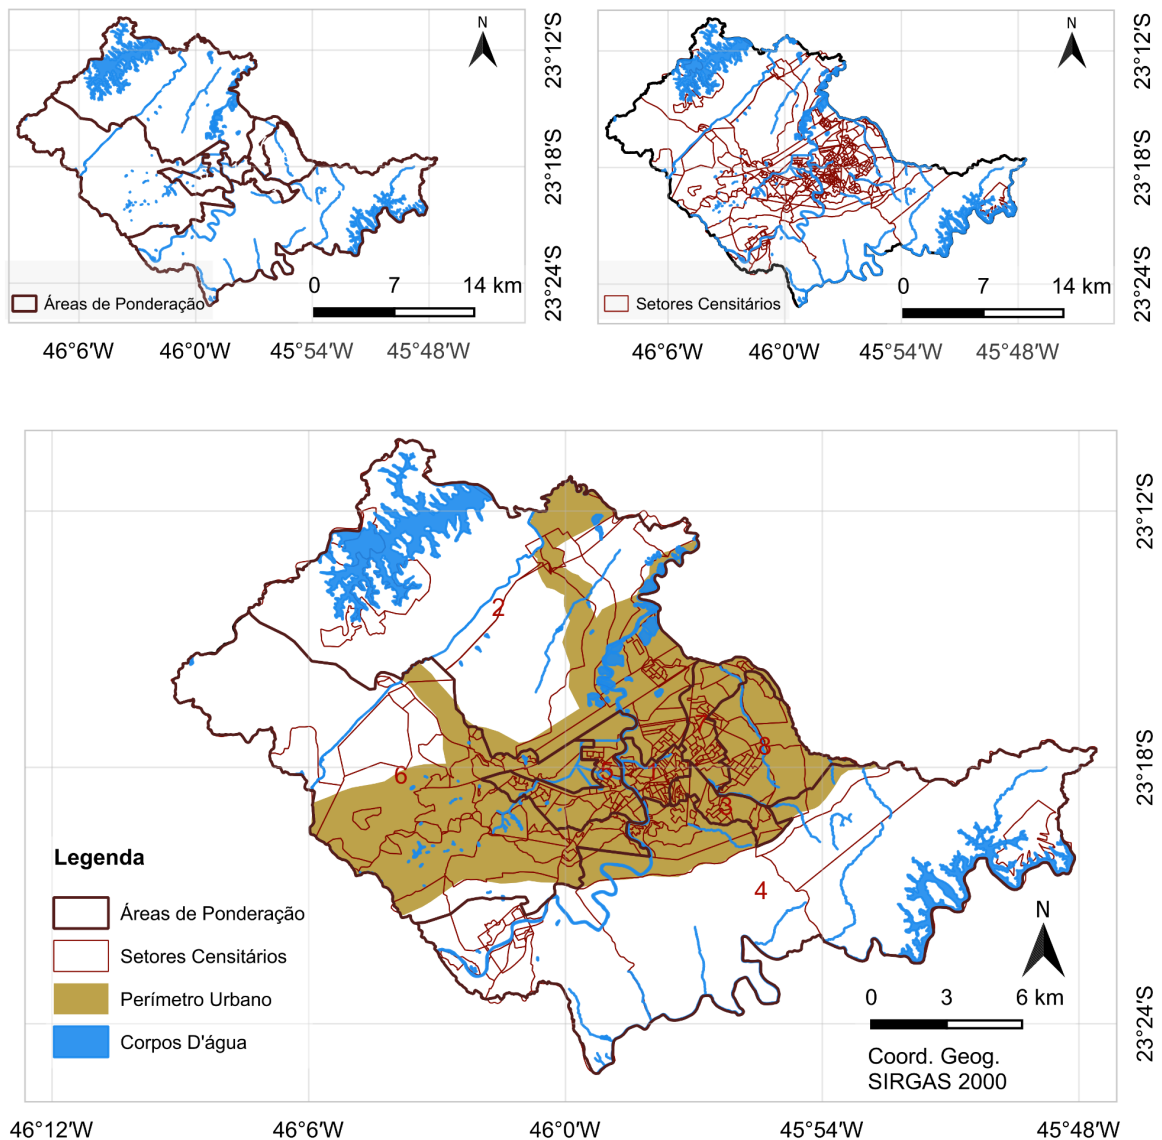 N
23°12'S
23°18'S
23°24'S
Áreas de Ponderação
0 7 14 km
46°6'W 46°0'W 45°54'W 45°48'W
N
23°12'S
23°18'S
23°24'S
Setores Censitários
0 7 14 km
46°6'W 46°0'W 45°54'W 45°48'W
23°12'S
23°18'S
23°24'S
2
6
5
1
7
8
3
4
Legenda
Áreas de Ponderação
Setores Censitários
Perímetro Urbano
Corpos D'água
N
0 3 6 km
Coord. Geog.
SIRGAS 2000
46°12'W 46°6'W 46°0'W 45°54'W 45°48'W